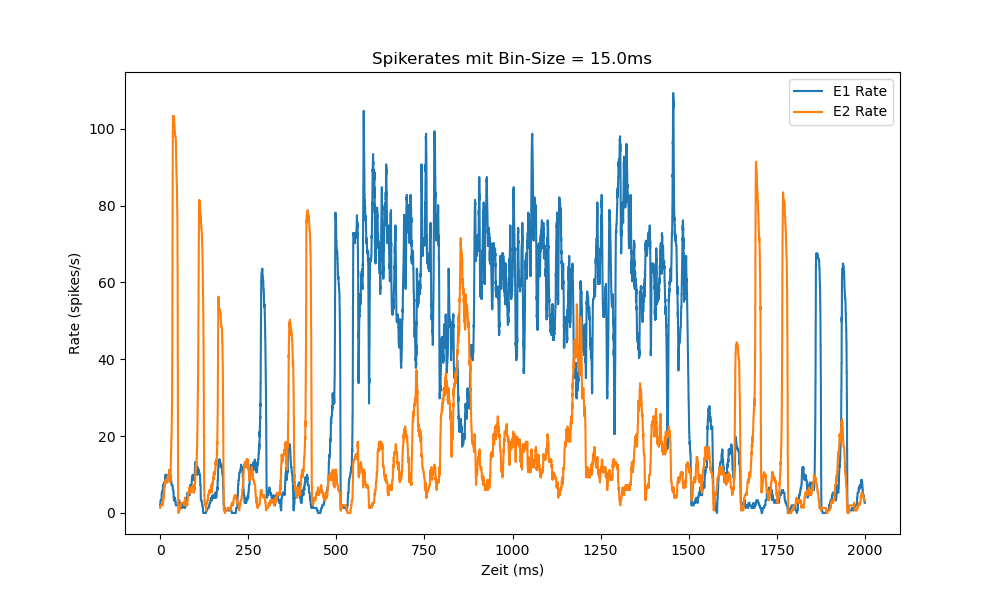 Spikerates mit Bin-Size = 15.0ms
E1 Rate
E2 Rate
Rate (spikes/s)
100
80
60
40
20
0
0 250 500 750 1000 1250 1500 1750 2000
Zeit (ms)